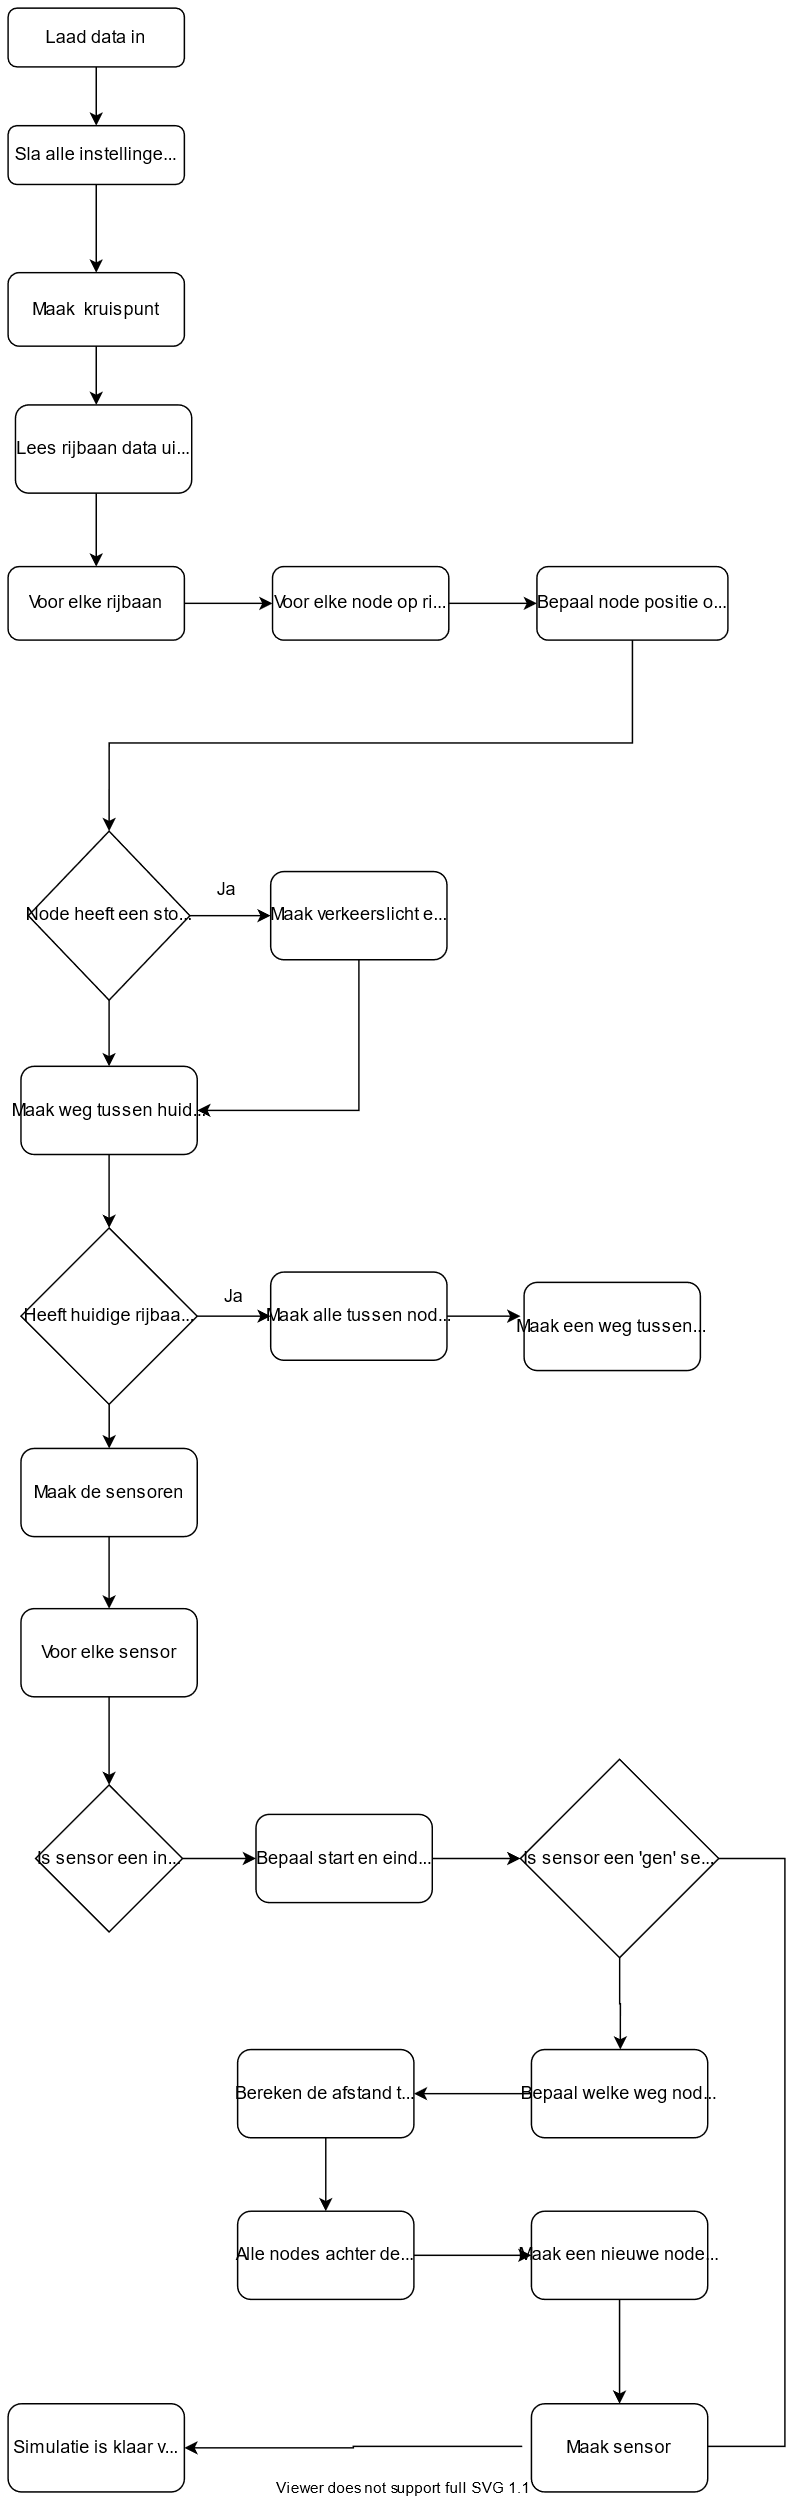 Laad data in
Sla alle instellinge...
Maak kruispunt
Lees rijbaan data ui...
Voor elke rijbaan
Voor elke node op ri...
Bepaal node positie o...
Node heeft een sto...
Ja
Maak verkeerslicht e...
Maak weg tussen huid...
Heeft huidige rijbaa...
Ja
Maak alle tussen nod...
Maak een weg tussen...
Maak de sensoren
Voor elke sensor
Is sensor een in...
Bepaal start en eind...
Is sensor een 'gen' se...
Bereken de afstand t...
Bepaal welke weg nod...
Alle nodes achter de...
Maak een nieuwe node...
Simulatie is klaar v...
Maak sensor
Viewer does not support full SVG 1.1